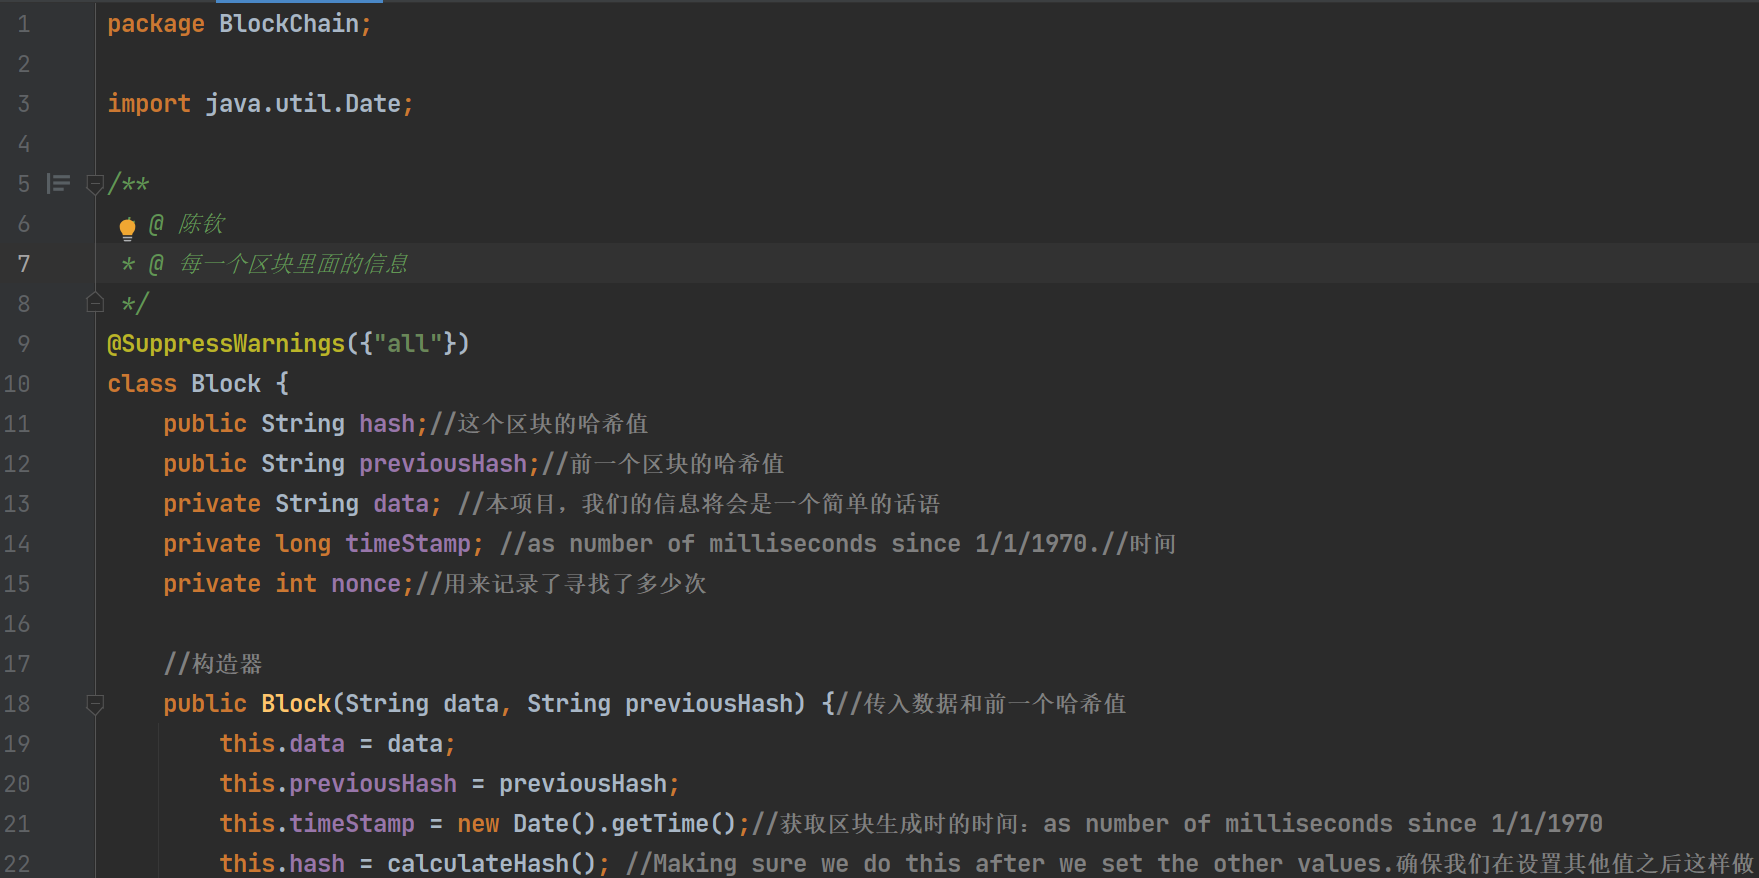 1 package BlockChain;
2
3 import java.util.Date;
4
5 /**
6 @ 陈钦
7 * @ 每一个区块里面的信息
8 */
9 @SuppressWarnings({"all"})
10 class Block {
11 public String hash;//这个区块的哈希值
12 public String previousHash;//前一个区块的哈希值
13 private String data; //本项目，我们的信息将会是一个简单的话语
14 private long timeStamp; //as number of milliseconds since 1/1/1970.//时间
15 private int nonce;//用来记录了寻找了多少次
16
17 //构造器
18 public Block(String data, String previousHash) {//传入数据和前一个哈希值
19 this.data = data;
20 this.previousHash = previousHash;
21 this.timeStamp = new Date().getTime();//获取区块生成时的时间：as number of milliseconds since 1/1/1970
22 this.hash = calculateHash(); //Making sure we do this after we set the other values.确保我们在设置其他值之后这样做